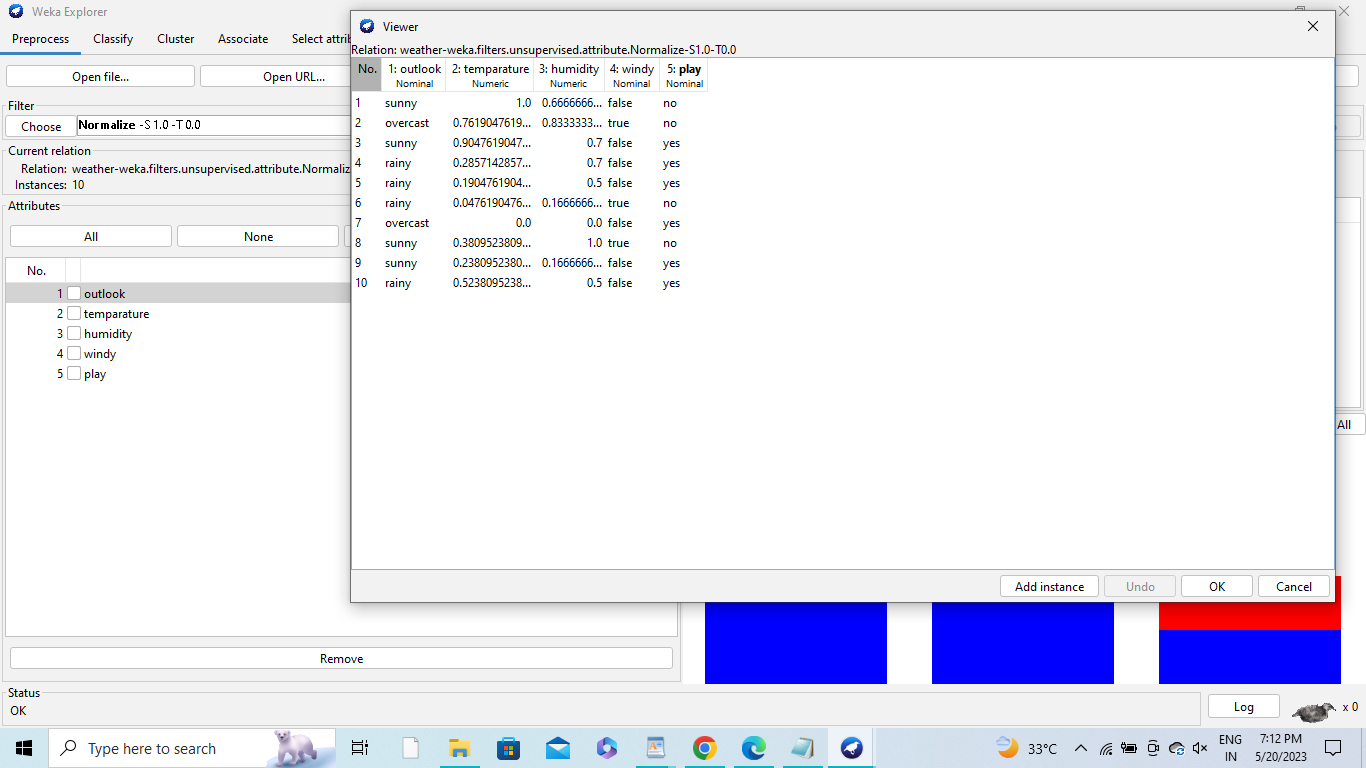 Weka Explorer
Preprocess Classify Cluster Associate Select attri
Open file... Open URL...
Filter
Choose Normalize -S 1.0 -T 0.0
Current relation
Relation: weather-weka.filters.unsupervised.attribute.Normaliz
Instances: 10
Attributes
All None
No.
1 outlook
2 temparature
3 humidity
4 windy
5 play
Remove
Viewer
Relation: weather-weka.filters.unsupervised.attribute.Normalize-S1.0-T0.0
No. 1: outlook 2: temparature 3: humidity 4: windy 5: play
Nominal Numeric Numeric Nominal Nominal
1 sunny 1.0 0.6666666... false no
2 overcast 0.7619047619... 0.8333333... true no
3 sunny 0.9047619047... 0.7 false yes
4 rainy 0.2857142857... 0.7 false yes
5 rainy 0.1904761904... 0.5 false yes
6 rainy 0.0476190476... 0.1666666... true no
7 overcast 0.0 0.0 false yes
8 sunny 0.3809523809... 1.0 true no
9 sunny 0.2380952380... 0.1666666... false yes
10 rainy 0.5238095238... 0.5 false yes
Add instance Undo OK Cancel
All
Status
OK
Log x 0
Type here to search
33°C
ENG
IN
7:12 PM
5/20/2023